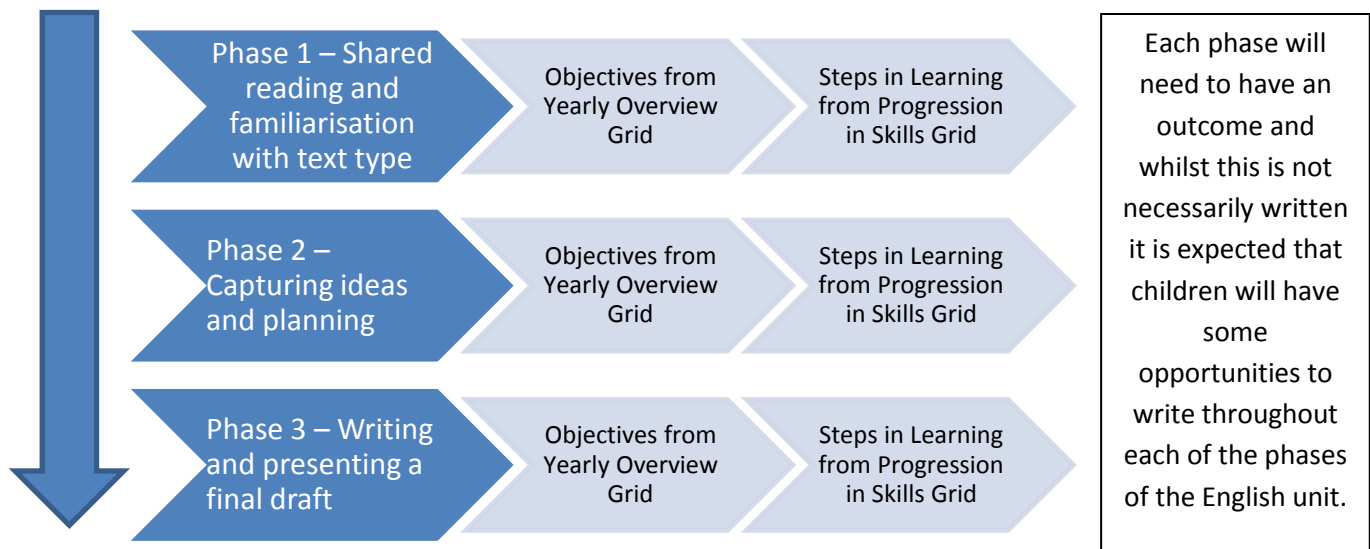 Phase 1 – Shared
reading and
familiarisation
with text type
Objectives from
Yearly Overview
Grid
Steps in Learning
from Progression
in Skills Grid
Phase 2 –
Capturing ideas
and planning
Objectives from
Yearly Overview
Grid
Steps in Learning
from Progression
in Skills Grid
Phase 3 – Writing
and presenting a
final draft
Objectives from
Yearly Overview
Grid
Steps in Learning
from Progression
in Skills Grid
Each phase will
need to have an
outcome and
whilst this is not
necessarily written
it is expected that
children will have
some
opportunities to
write throughout
each of the phases
of the English unit.